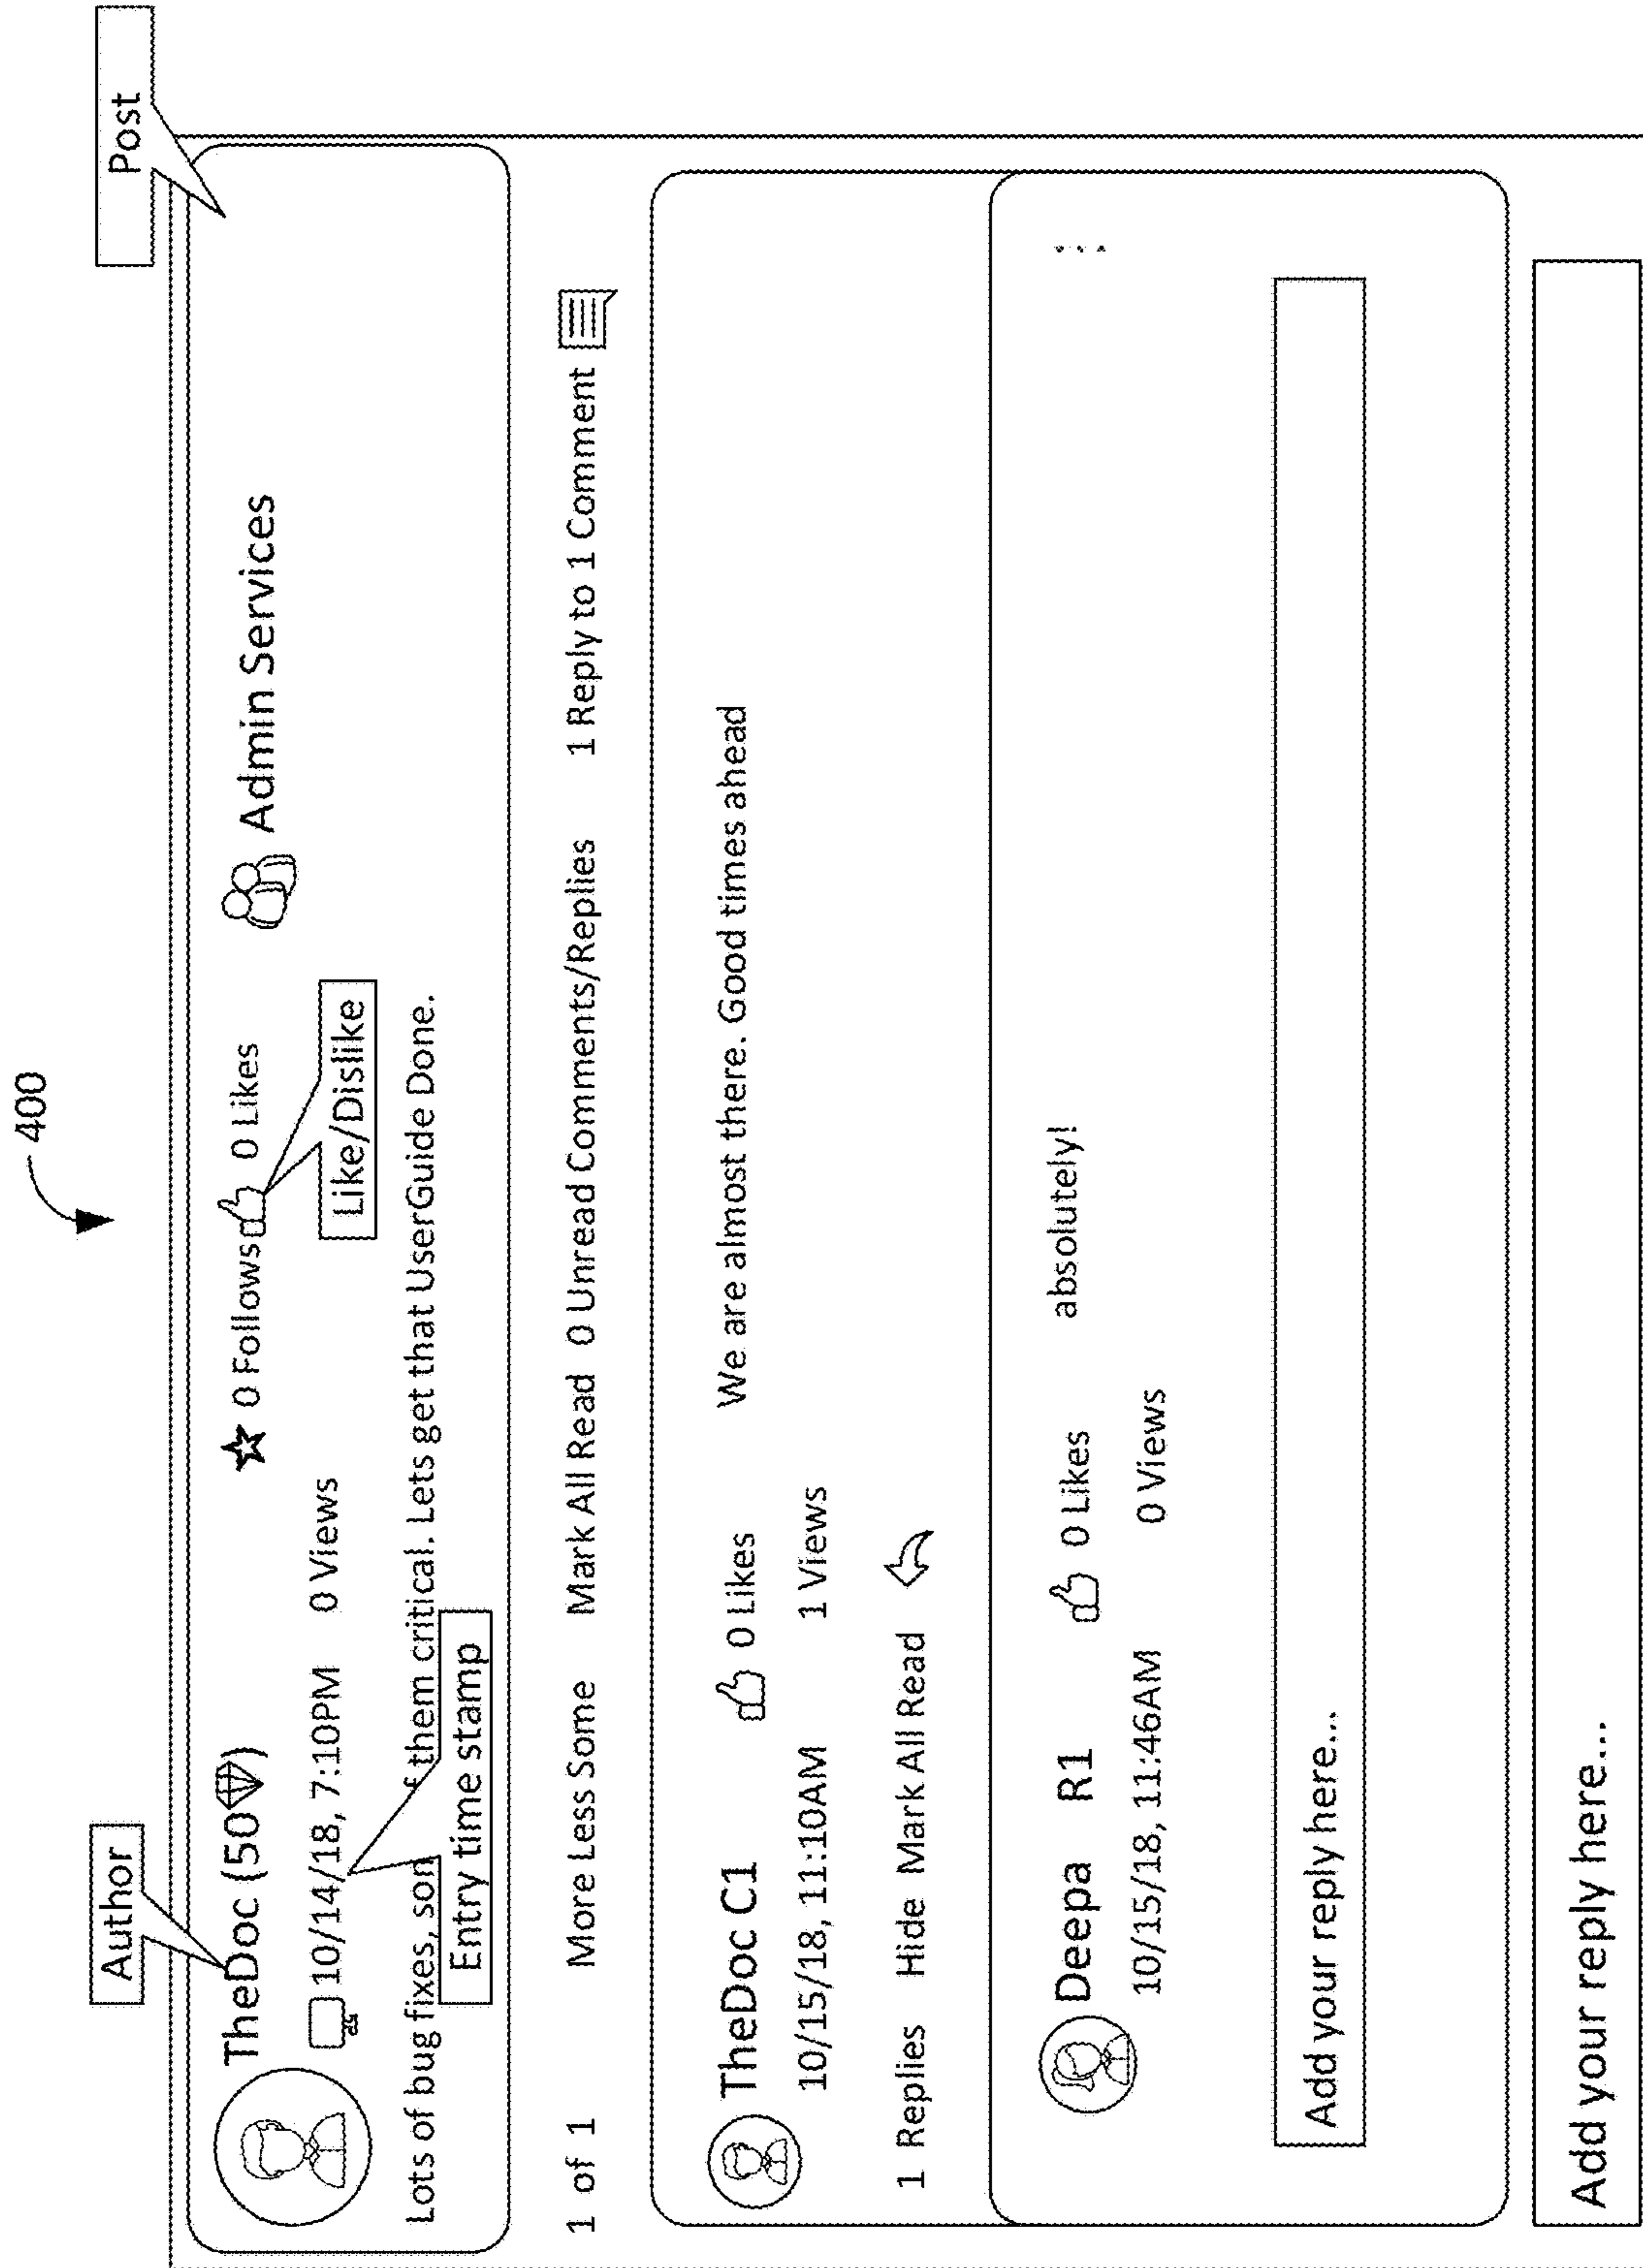 400
Author
Post
TheDoc (50) 0 Follows 0 Likes Admin Services
10/14/18, 7:10PM 0 Views
Like/Dislike
Lots of bug fixes, som f them critical. Lets get that UserGuide Done.
Entry time stamp
1 of 1 More Less Some Mark All Read 0 Unread Comments/Replies 1 Reply to 1 Comment
TheDoc C1 0 Likes We are almost there. Good times ahead
10/15/18, 11:10AM 1 Views
1 Replies Hide Mark All Read
Deepa R1 0 Likes absolutely!
10/15/18, 11:46AM 0 Views
...
Add your reply here...
Add your reply here...